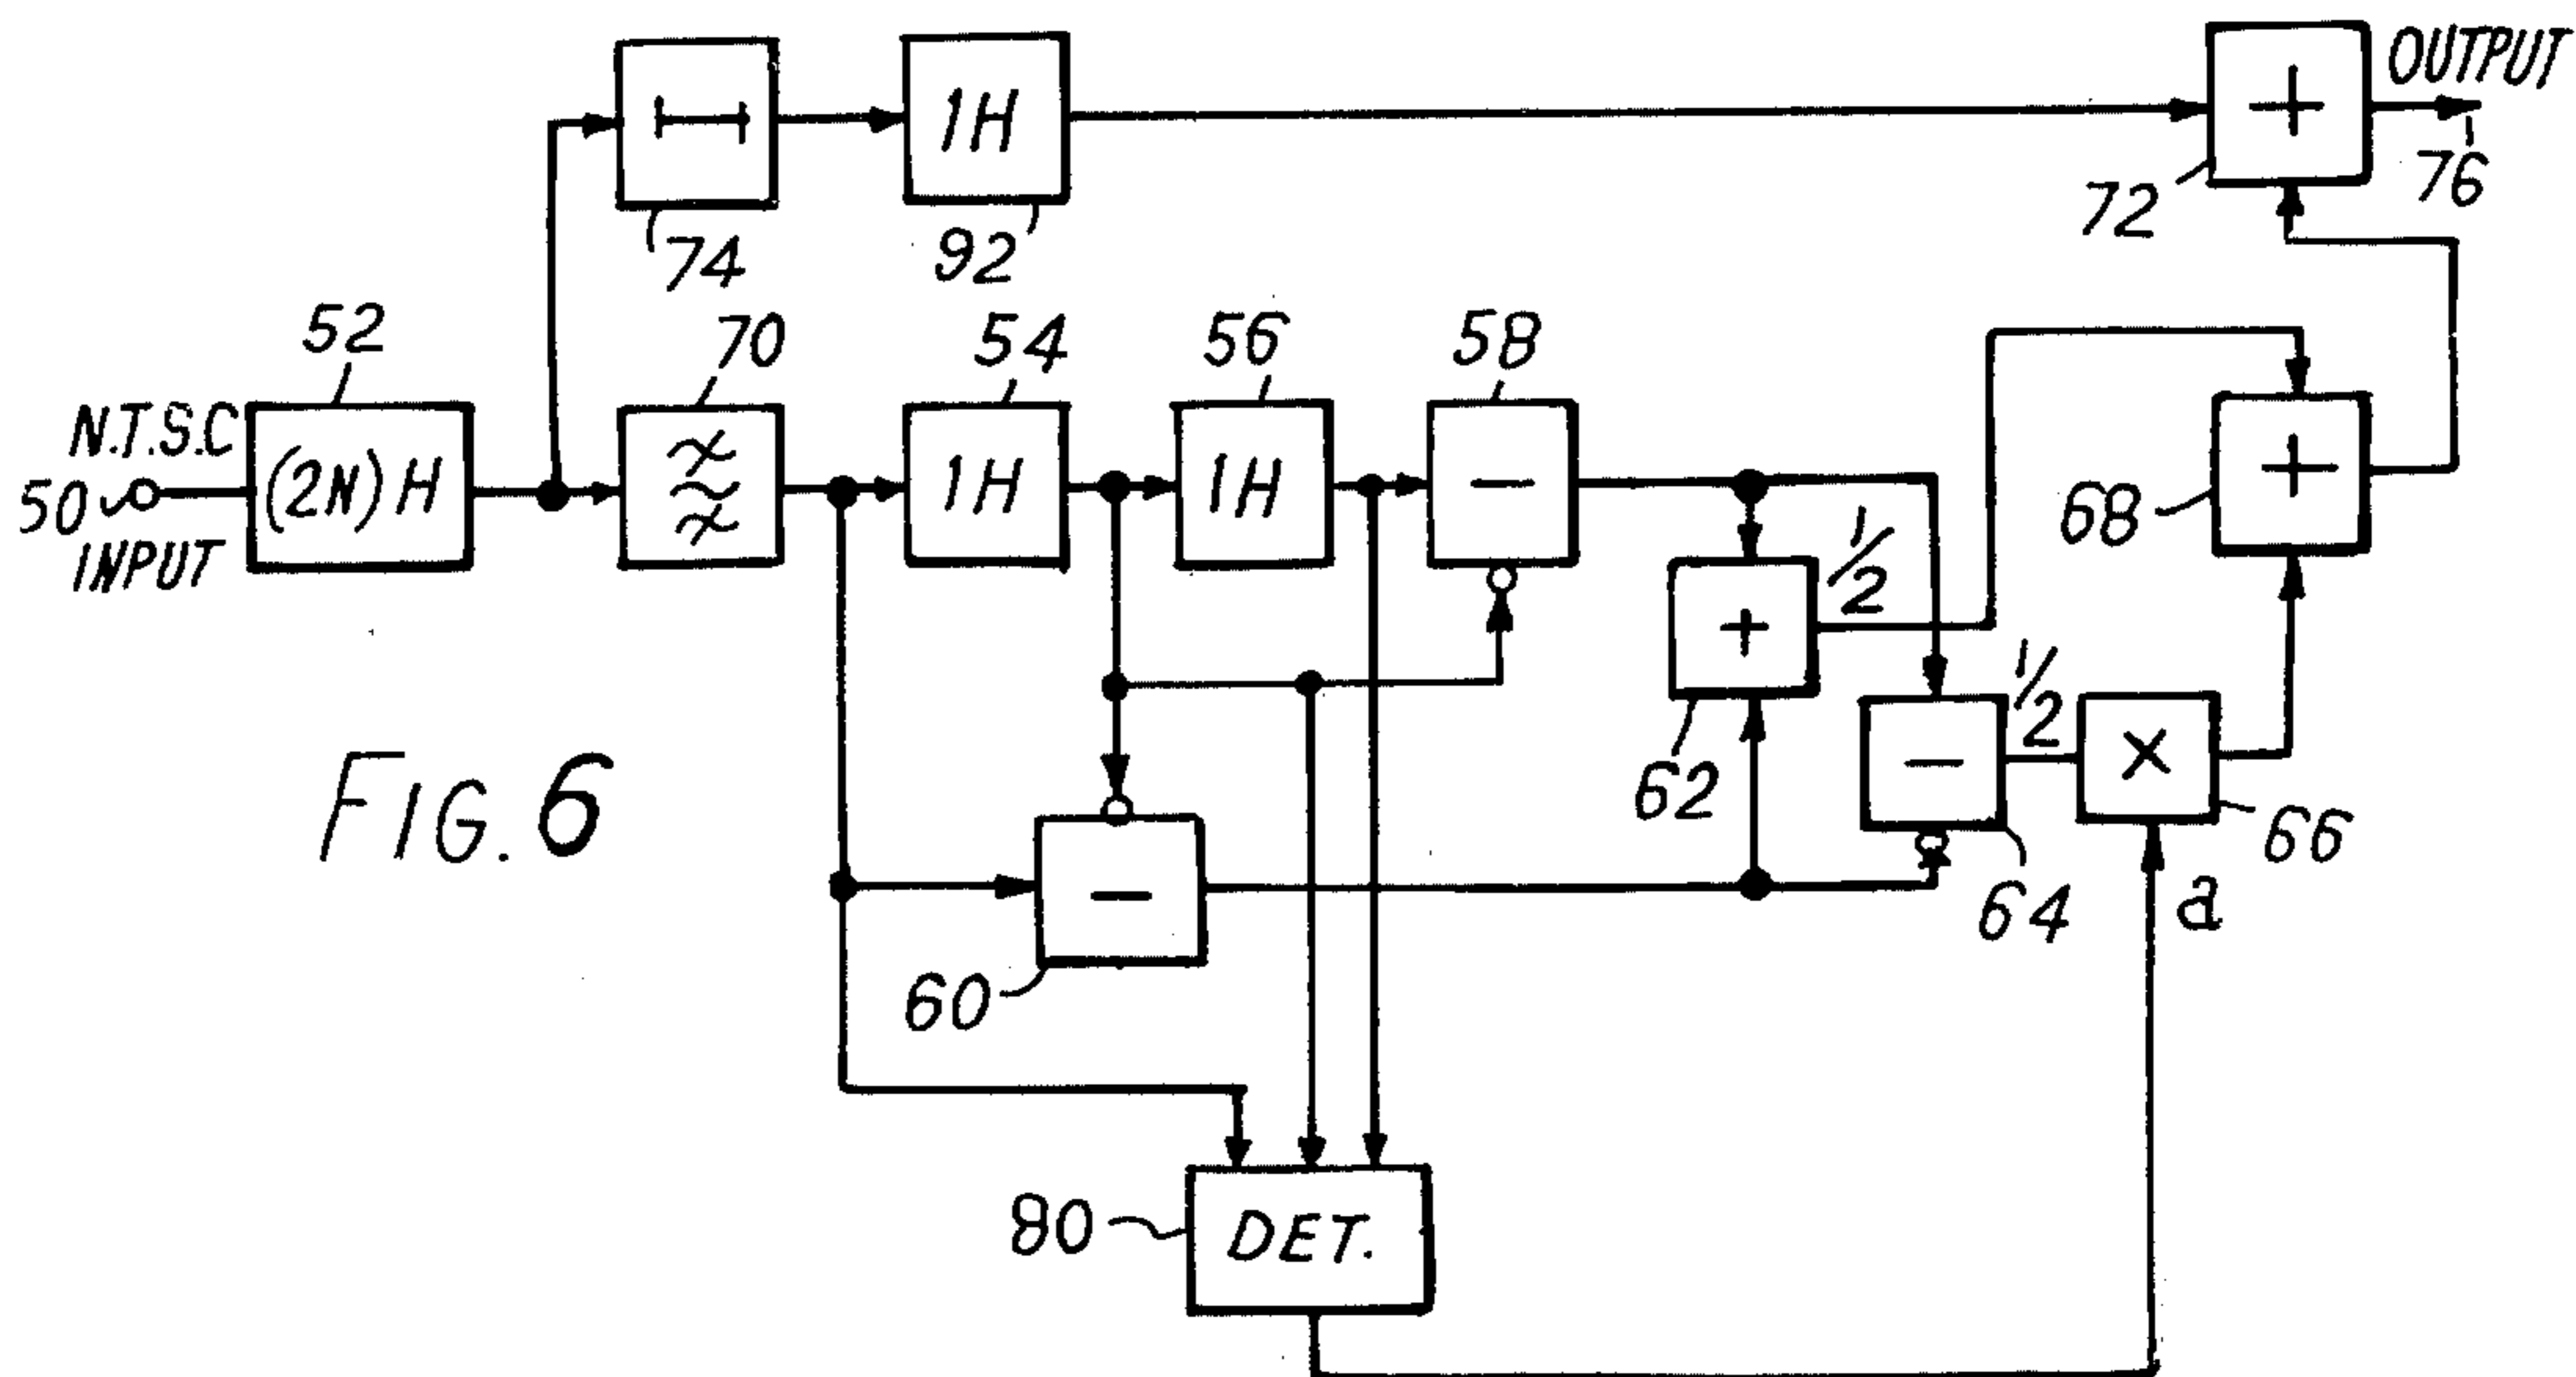 OUTPUT
+
1H
72
76
74
92
52
70
54
56
58
N.T.S.C
50
INPUT
(2N)H
1H
1H
−
+
68
1/2
+
1/2
62
−
×
66
FIG. 6
−
60
64
a
80
DET.